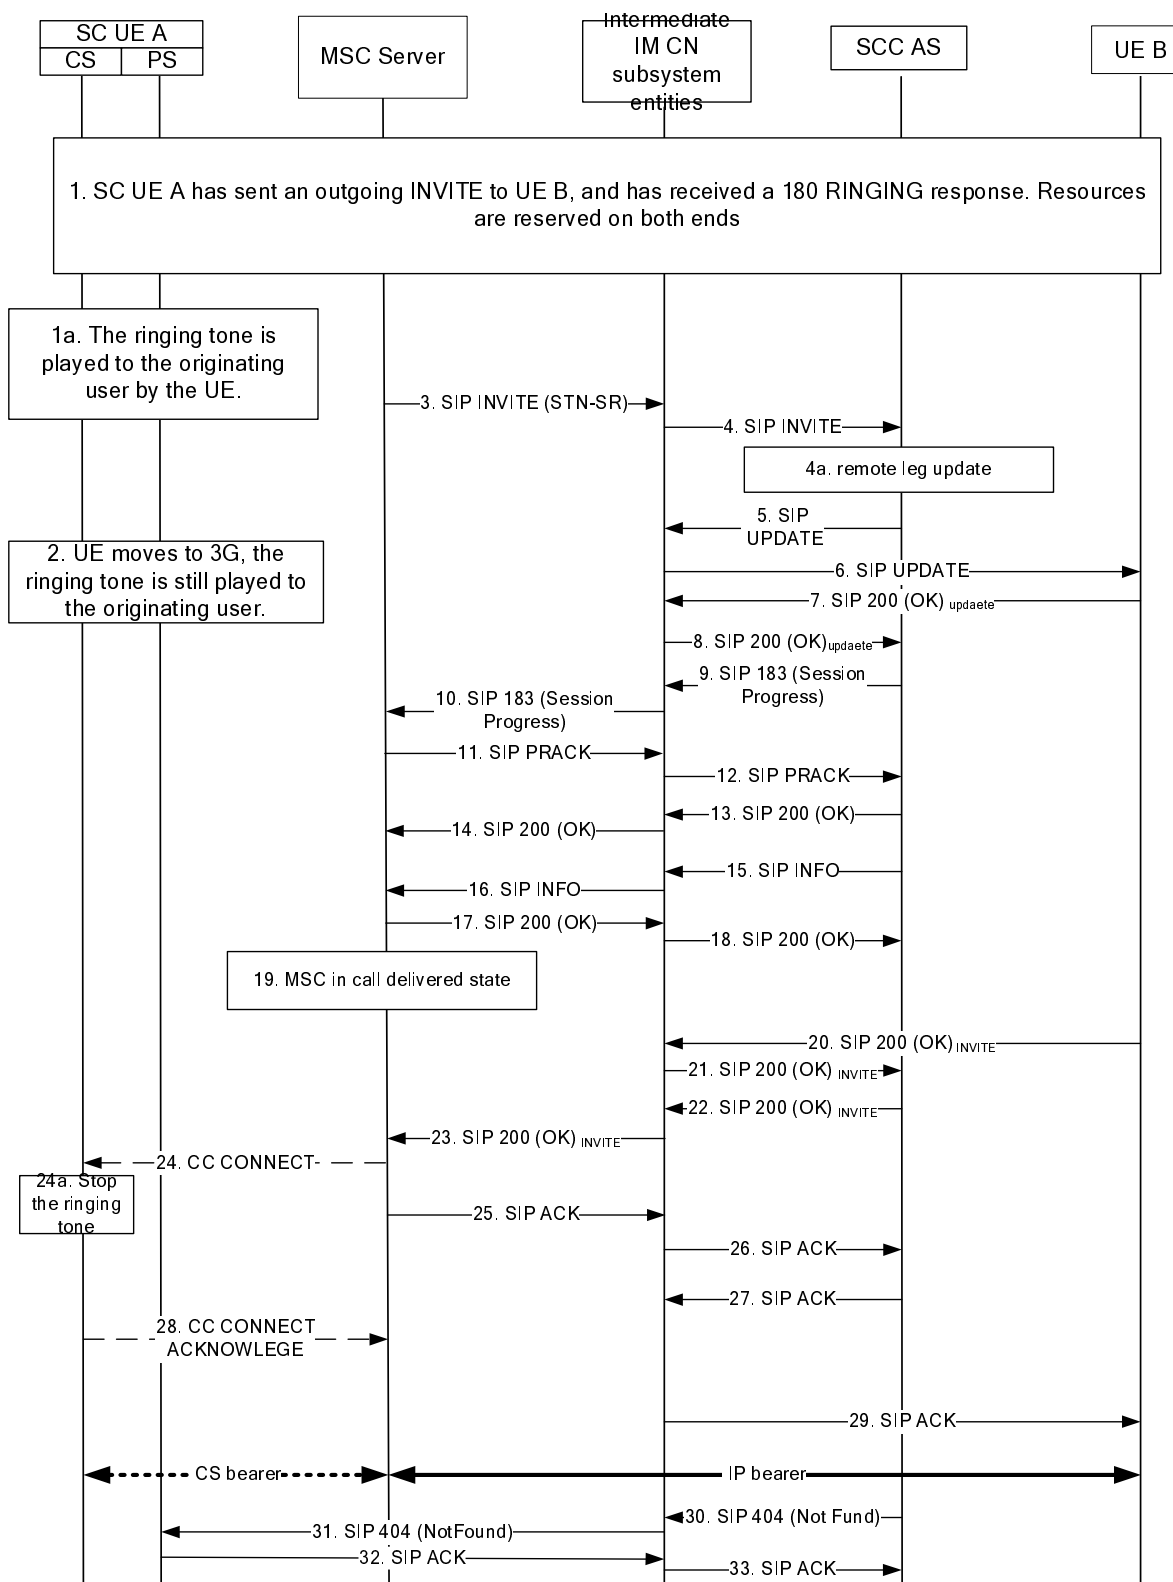 SC UE A
CS
PS
MSC Server
Intermediate
IM CN
subsystem
entities
SCC AS
UE B
1. SC UE A has sent an outgoing INVITE to UE B, and has received a 180 RINGING response. Resources
are reserved on both ends
1a. The ringing tone is
played to the originating
user by the UE.
3. SIP INVITE (STN-SR)
4. SIP INVITE
4a. remote leg update
5. SIP
UPDATE
2. UE moves to 3G, the
ringing tone is still played to
the originating user.
6. SIP UPDATE
7. SIP 200 (OK) updaete
8. SIP 200 (OK)updaete
9. SIP 183 (Session
Progress)
10. SIP 183 (Session
Progress)
11. SIP PRACK
12. SIP PRACK
13. SIP 200 (OK)
14. SIP 200 (OK)
15. SIP INFO
16. SIP INFO
17. SIP 200 (OK)
18. SIP 200 (OK)
19. MSC in call delivered state
20. SIP 200 (OK) INVITE
21. SIP 200 (OK) INVITE
22. SIP 200 (OK) INVITE
23. SIP 200 (OK) INVITE
24. CC CONNECT
24a. Stop
the ringing
tone
25. SIP ACK
26. SIP ACK
27. SIP ACK
28. CC CONNECT
ACKNOWLEGE
29. SIP ACK
CS bearer
IP bearer
30. SIP 404 (Not Fund)
31. SIP 404 (NotFound)
32. SIP ACK
33. SIP ACK